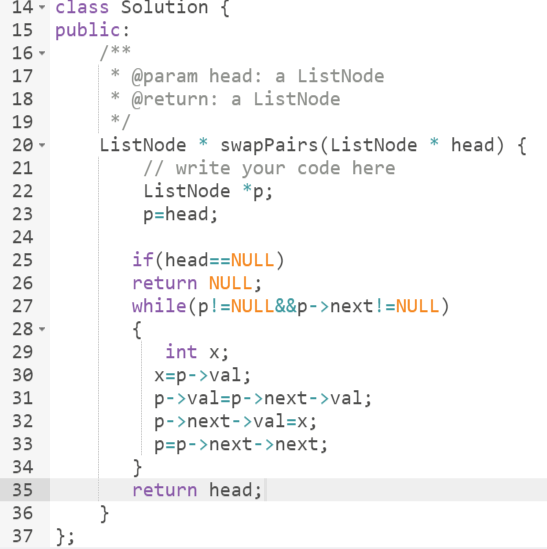 14 class Solution {
15 public:
16     /**
17      * @param head: a ListNode
18      * @return: a ListNode
19      */
20     ListNode * swapPairs(ListNode * head) {
21         // write your code here
22         ListNode *p;
23         p=head;
24
25        if(head==NULL)
26        return NULL;
27        while(p!=NULL&&p->next!=NULL)
28        {
29           int x;
30          x=p->val;
31          p->val=p->next->val;
32          p->next->val=x;
33          p=p->next->next;
34        }
35        return head;
36     }
37 };